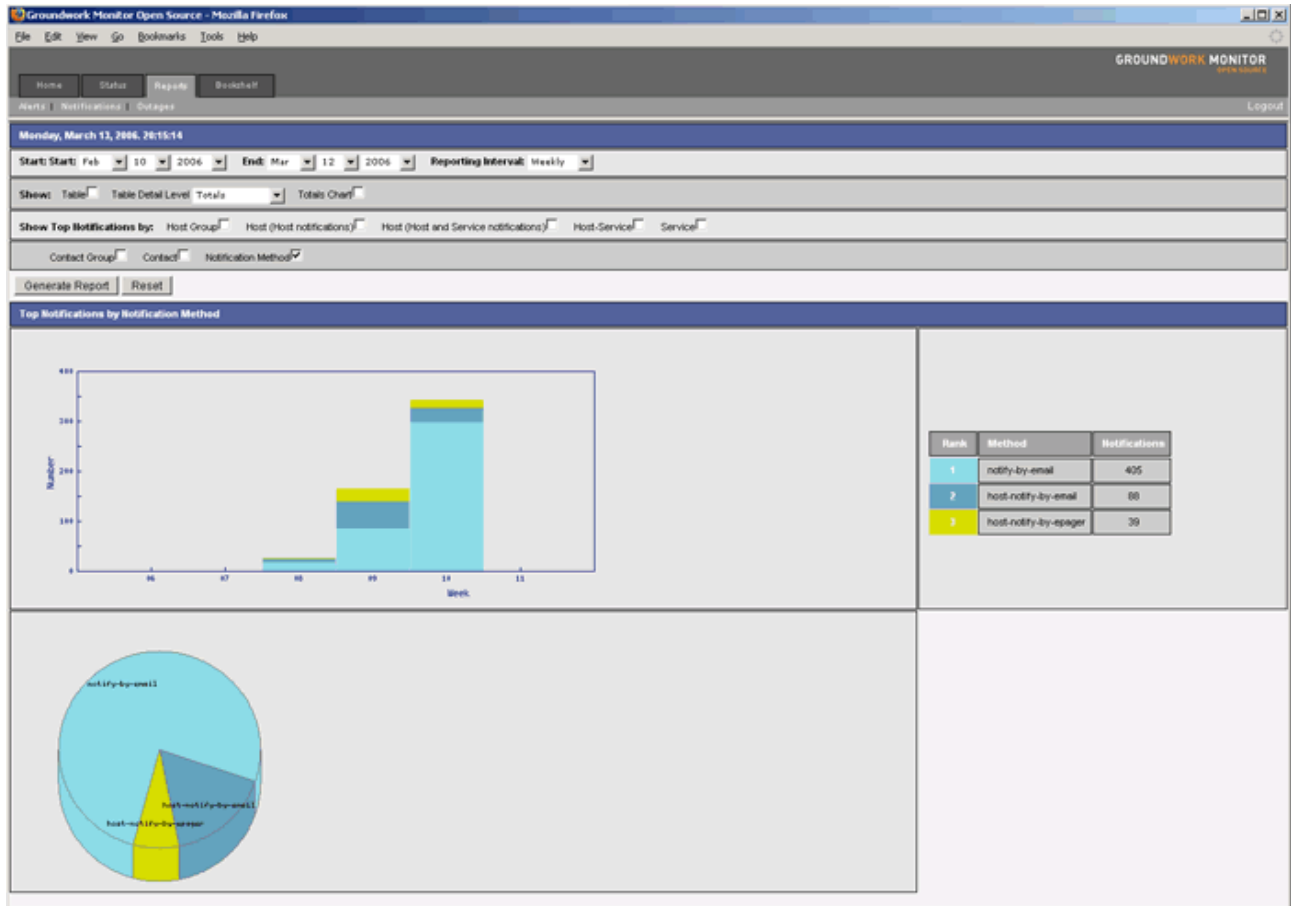 Groundwork Monitor Open Source - Mozilla Firefox
File Edit View Go Bookmarks Tools Help
GROUNDWORK MONITOR
OPEN SOURCE
Home Status Reports Bookshelf
Alerts | Notifications | Outages Logout
Monday, March 13, 2006. 20:15:14
Start: Start: Feb 10 2006 End: Mar 12 2006 Reporting Interval: Weekly
Show: Table Table Detail Level Totals Totals Chart
Show Top Notifications by: Host Group Host (Host notifications) Host (Host and Service notifications) Host-Service Service
Contact Group Contact Notification Method
Generate Report Reset
Top Notifications by Notification Method
400
300
200
100
0
Number
06 07 08 09 10 11
Week
Rank Method Notifications
1 notify-by-email 405
2 host-notify-by-email 88
3 host-notify-by-epager 39
notify-by-email
host-notify-by-email
host-notify-by-epager